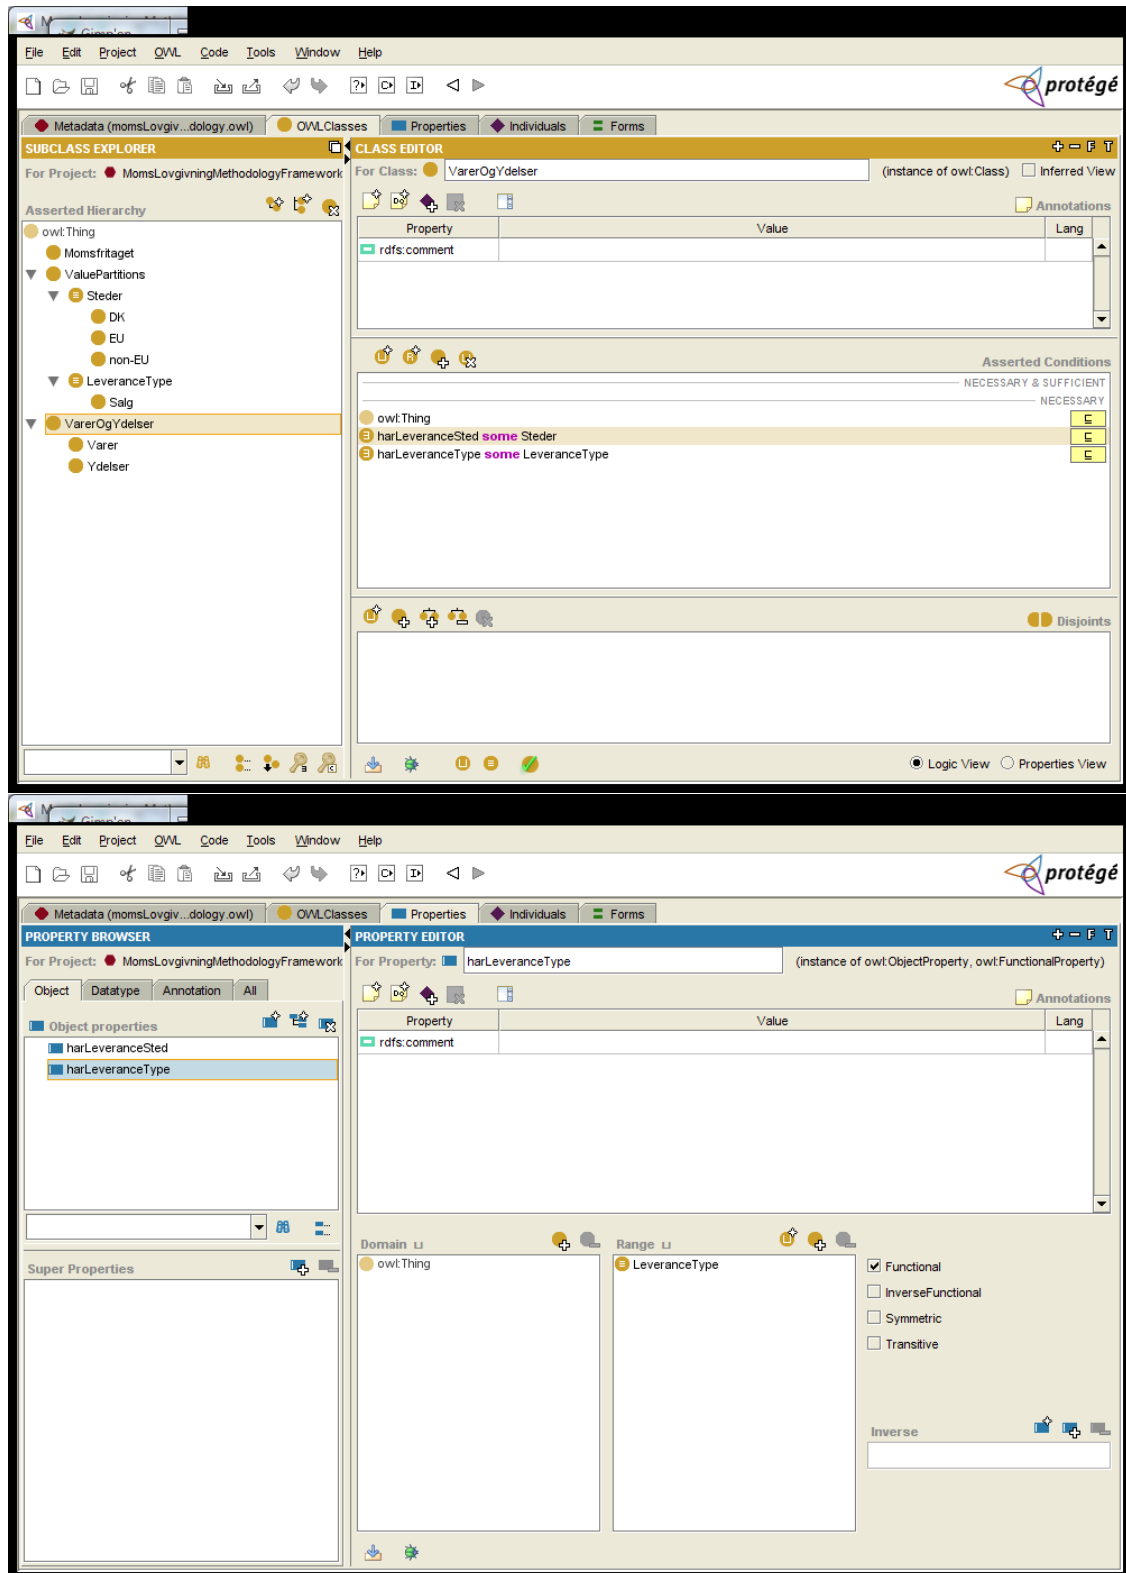 File Edit Project OWL Code Tools Window Help
protégé
Metadata (momsLovgiv...dology.owl) OWLClasses Properties Individuals Forms
SUBCLASS EXPLORER
For Project: MomsLovgivningMethodologyFramework
Asserted Hierarchy
owl:Thing
Momsfritaget
ValuePartitions
Steder
DK
EU
non-EU
LeveranceType
Salg
VarerOgYdelser
Varer
Ydelser
CLASS EDITOR
For Class: VarerOgYdelser (instance of owl:Class) Inferred View
Annotations
Property Value Lang
rdfs:comment
Asserted Conditions
NECESSARY & SUFFICIENT
NECESSARY
owl:Thing
harLeveranceSted some Steder
harLeveranceType some LeveranceType
Disjoints
Logic View Properties View
File Edit Project OWL Code Tools Window Help
protégé
Metadata (momsLovgiv...dology.owl) OWLClasses Properties Individuals Forms
PROPERTY BROWSER
For Project: MomsLovgivningMethodologyFramework
Object Datatype Annotation All
Object properties
harLeveranceSted
harLeveranceType
Super Properties
PROPERTY EDITOR
For Property: harLeveranceType (instance of owl:ObjectProperty, owl:FunctionalProperty)
Annotations
Property Value Lang
rdfs:comment
Domain
owl:Thing
Range
LeveranceType
Functional
InverseFunctional
Symmetric
Transitive
Inverse